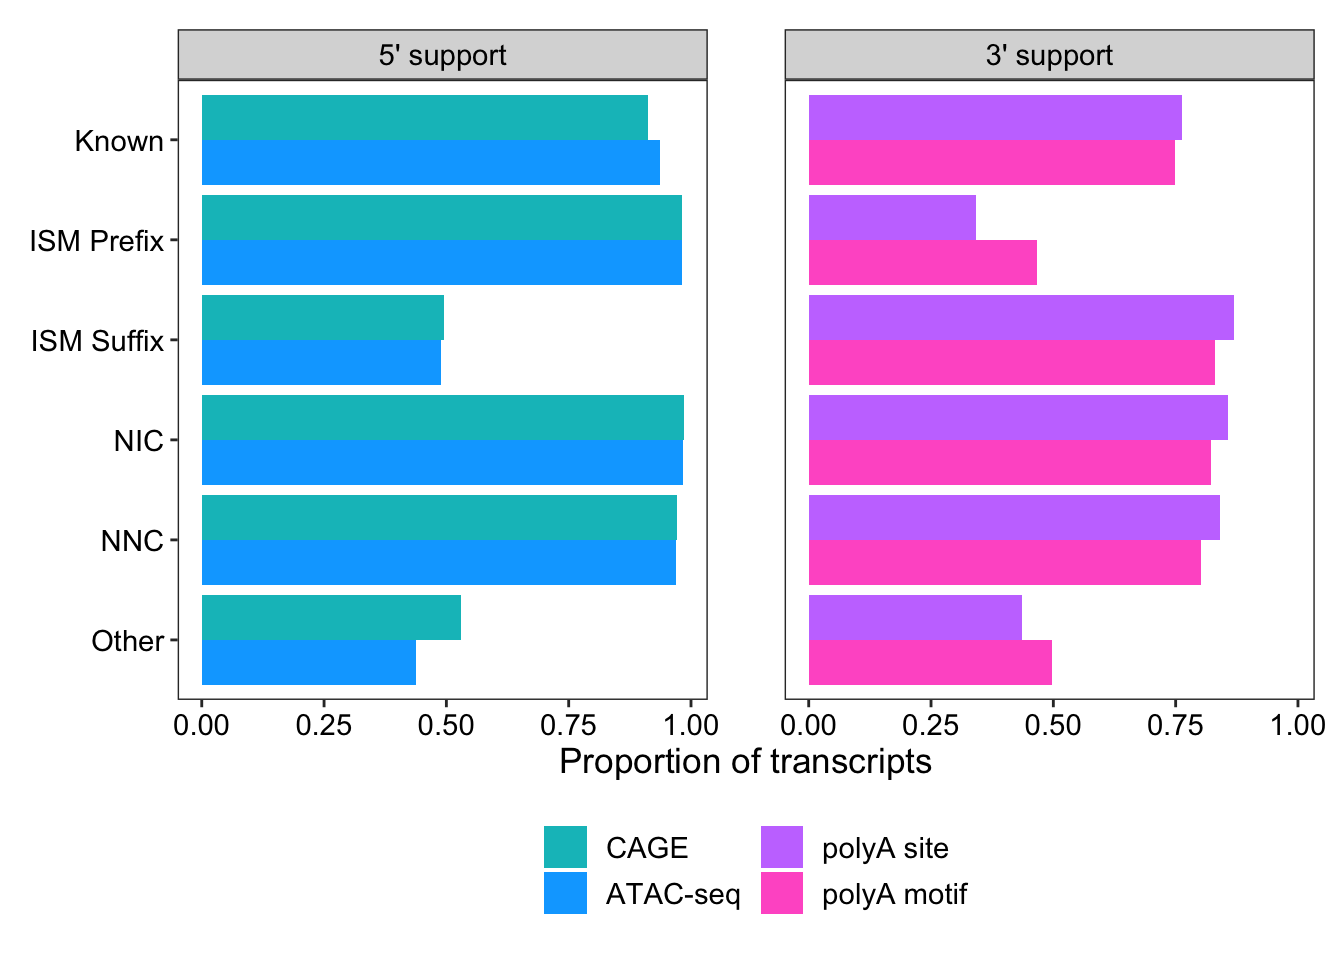 5' support
3' support
Known
ISM Prefix
ISM Suffix
NIC
NNC
Other
0.00 0.25 0.50 0.75 1.00
0.00 0.25 0.50 0.75 1.00
Proportion of transcripts
CAGE
ATAC-seq
polyA site
polyA motif